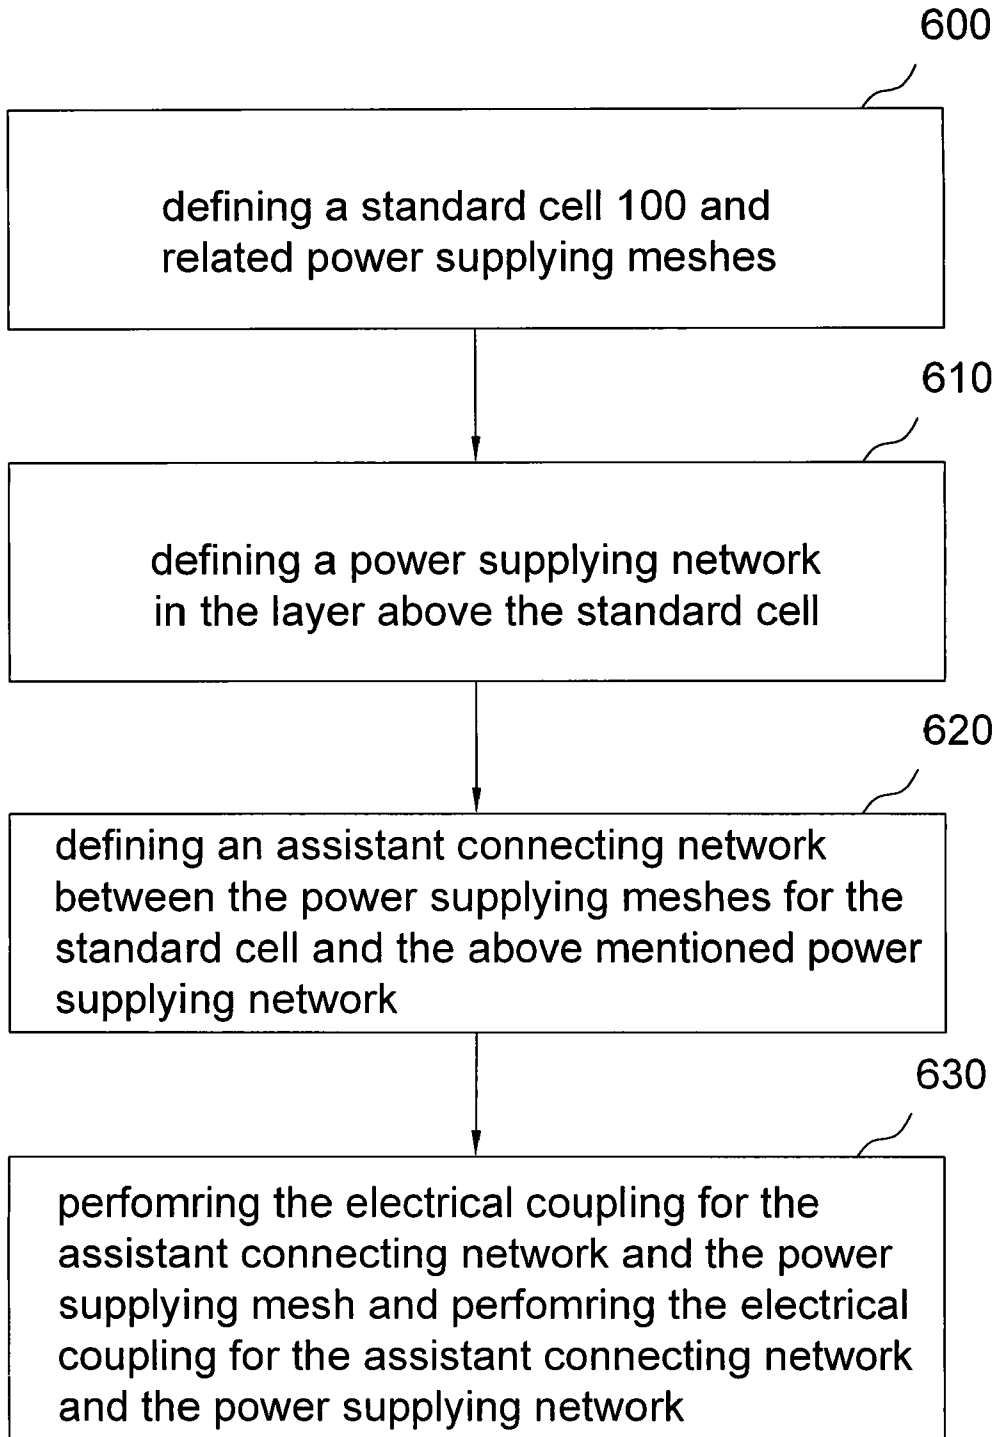 600
defining a standard cell 100 and
related power supplying meshes
610
defining a power supplying network
in the layer above the standard cell
620
defining an assistant connecting network
between the power supplying meshes for the
standard cell and the above mentioned power
supplying network
630
perfomring the electrical coupling for the
assistant connecting network and the power
supplying mesh and perfomring the electrical
coupling for the assistant connecting network
and the power supplying network